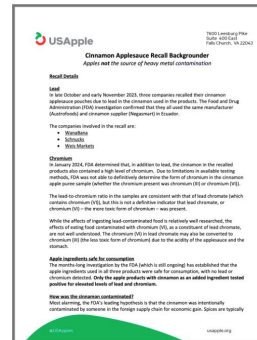 USApple
7600 Leesburg Pike
Suite 400 East
Falls Church, VA 22043
Cinnamon Applesauce Recall Backgrounder
Apples not the source of heavy metal contamination
Recall Details
Lead
In late October and early November 2023, three companies recalled their cinnamon
applesauce pouches due to lead in the cinnamon used in the products. The Food and Drug
Administration (FDA) investigation confirmed that they all used the same manufacturer
(Austrofoods) and cinnamon supplier (Negasmart) in Ecuador.
The companies involved in the recall are:
• WanaBana
• Schnucks
• Weis Markets
Chromium
In January 2024, FDA determined that, in addition to lead, the cinnamon in the recalled
products also contained a high level of chromium. Due to limitations in available testing
methods, FDA was not able to definitively determine the form of chromium in the cinnamon
apple puree sample (whether the chromium present was chromium (III) or chromium (VI)).
The lead-to-chromium ratio in the samples are consistent with that of lead chromate (which
contains chromium (VI)), but this is not a definitive indicator that lead chromate, or
chromium (VI) – the more toxic form of chromium – was present.
While the affects of ingesting lead-contaminated food is relatively well researched, the
effects of eating food contaminated with chromium (VI), as a constituent of lead chromate,
are not well understood. The chromium (VI) in lead chromate may also be converted to
chromium (III) (the less toxic form of chromium) due to the acidity of the applesauce and the
stomach.
Apple ingredients safe for consumption
The months-long investigation by the FDA (which is still ongoing) has established that the
apple ingredients used in all three products were safe for consumption, with no lead or
chromium detected. Only the apple products with cinnamon as an added ingredient tested
positive for elevated levels of lead and chromium.
How was the cinnamon contaminated?
Most alarming, the FDA's leading hypothesis is that the cinnamon was intentionally
contaminated by someone in the foreign supply chain for economic gain. Spices are typically
usapple.org